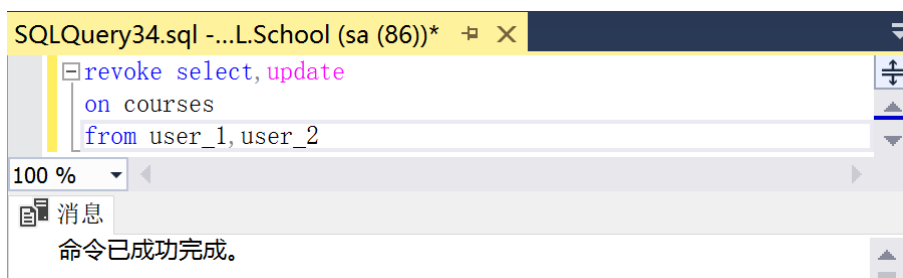 SQLQuery34.sql -...L.School (sa (86))*
revoke select,update
on courses
from user_1,user_2
100 %
消息
命令已成功完成。